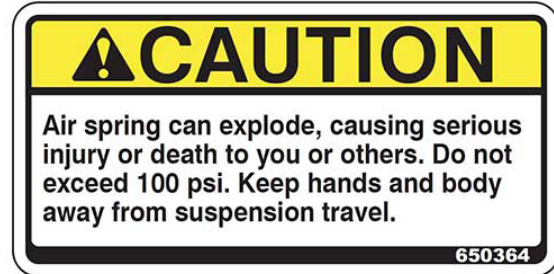 CAUTION
Air spring can explode, causing serious
injury or death to you or others. Do not
exceed 100 psi. Keep hands and body
away from suspension travel.
650364